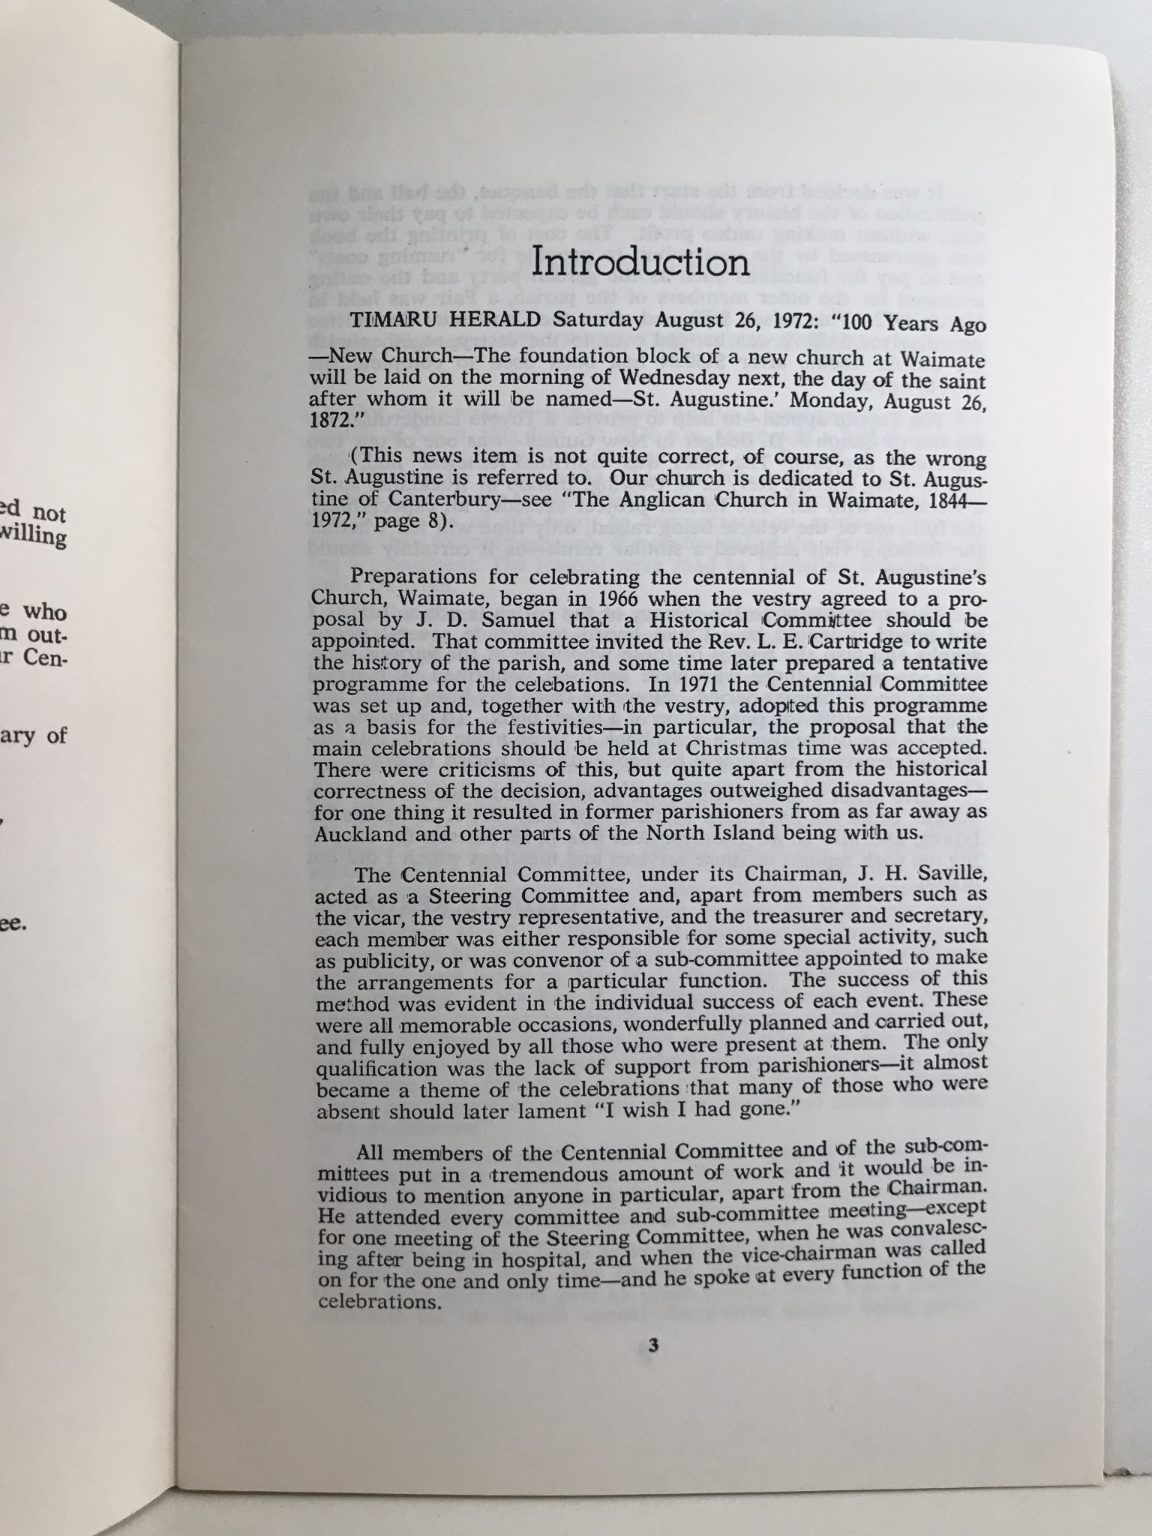 ed not
willing
e who
m out-
ur Cen-
ary of
ee.
Introduction
TIMARU HERALD Saturday August 26, 1972: "100 Years Ago
—New Church—The foundation block of a new church at Waimate
will be laid on the morning of Wednesday next, the day of the saint
after whom it will be named—St. Augustine.' Monday, August 26,
1872."
(This news item is not quite correct, of course, as the wrong
St. Augustine is referred to. Our church is dedicated to St. Augus-
tine of Canterbury—see "The Anglican Church in Waimate, 1844—
1972," page 8).
Preparations for celebrating the centennial of St. Augustine's
Church, Waimate, began in 1966 when the vestry agreed to a pro-
posal by J. D. Samuel that a Historical Committee should be
appointed. That committee invited the Rev. L. E. Cartridge to write
the history of the parish, and some time later prepared a tentative
programme for the celebations. In 1971 the Centennial Committee
was set up and, together with the vestry, adopted this programme
as a basis for the festivities—in particular, the proposal that the
main celebrations should be held at Christmas time was accepted.
There were criticisms of this, but quite apart from the historical
correctness of the decision, advantages outweighed disadvantages—
for one thing it resulted in former parishioners from as far away as
Auckland and other parts of the North Island being with us.
The Centennial Committee, under its Chairman, J. H. Saville,
acted as a Steering Committee and, apart from members such as
the vicar, the vestry representative, and the treasurer and secretary,
each member was either responsible for some special activity, such
as publicity, or was convenor of a sub-committee appointed to make
the arrangements for a particular function. The success of this
method was evident in the individual success of each event. These
were all memorable occasions, wonderfully planned and carried out,
and fully enjoyed by all those who were present at them. The only
qualification was the lack of support from parishioners—it almost
became a theme of the celebrations that many of those who were
absent should later lament "I wish I had gone."
All members of the Centennial Committee and of the sub-com-
mittees put in a tremendous amount of work and it would be in-
vidious to mention anyone in particular, apart from the Chairman.
He attended every committee and sub-committee meeting—except
for one meeting of the Steering Committee, when he was convalesc-
ing after being in hospital, and when the vice-chairman was called
on for the one and only time—and he spoke at every function of the
celebrations.
3